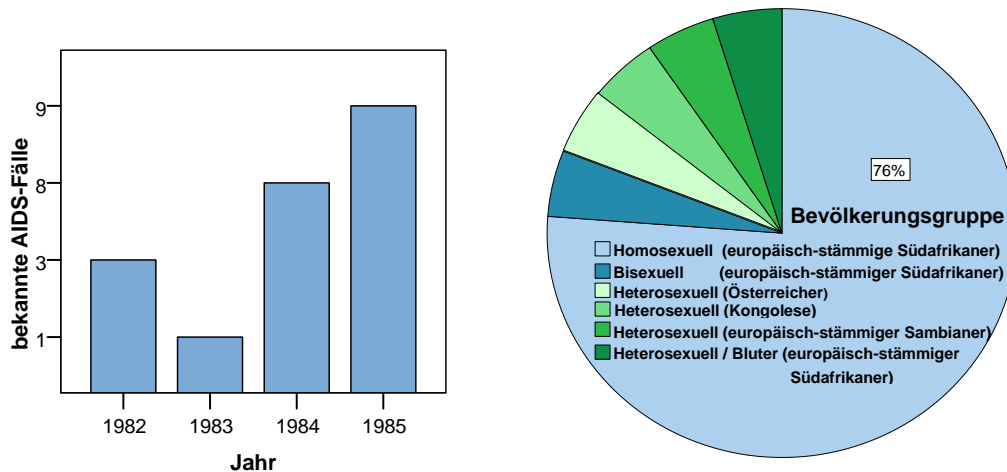 bekannte AIDS-Fälle
9
8
3
1
1982 1983 1984 1985
Jahr
76%
Bevölkerungsgruppe
Homosexuell (europäisch-stämmige Südafrikaner)
Bisexuell (europäisch-stämmiger Südafrikaner)
Heterosexuell (Österreicher)
Heterosexuell (Kongolese)
Heterosexuell (europäisch-stämmiger Sambianer)
Heterosexuell / Bluter (europäisch-stämmiger
Südafrikaner)